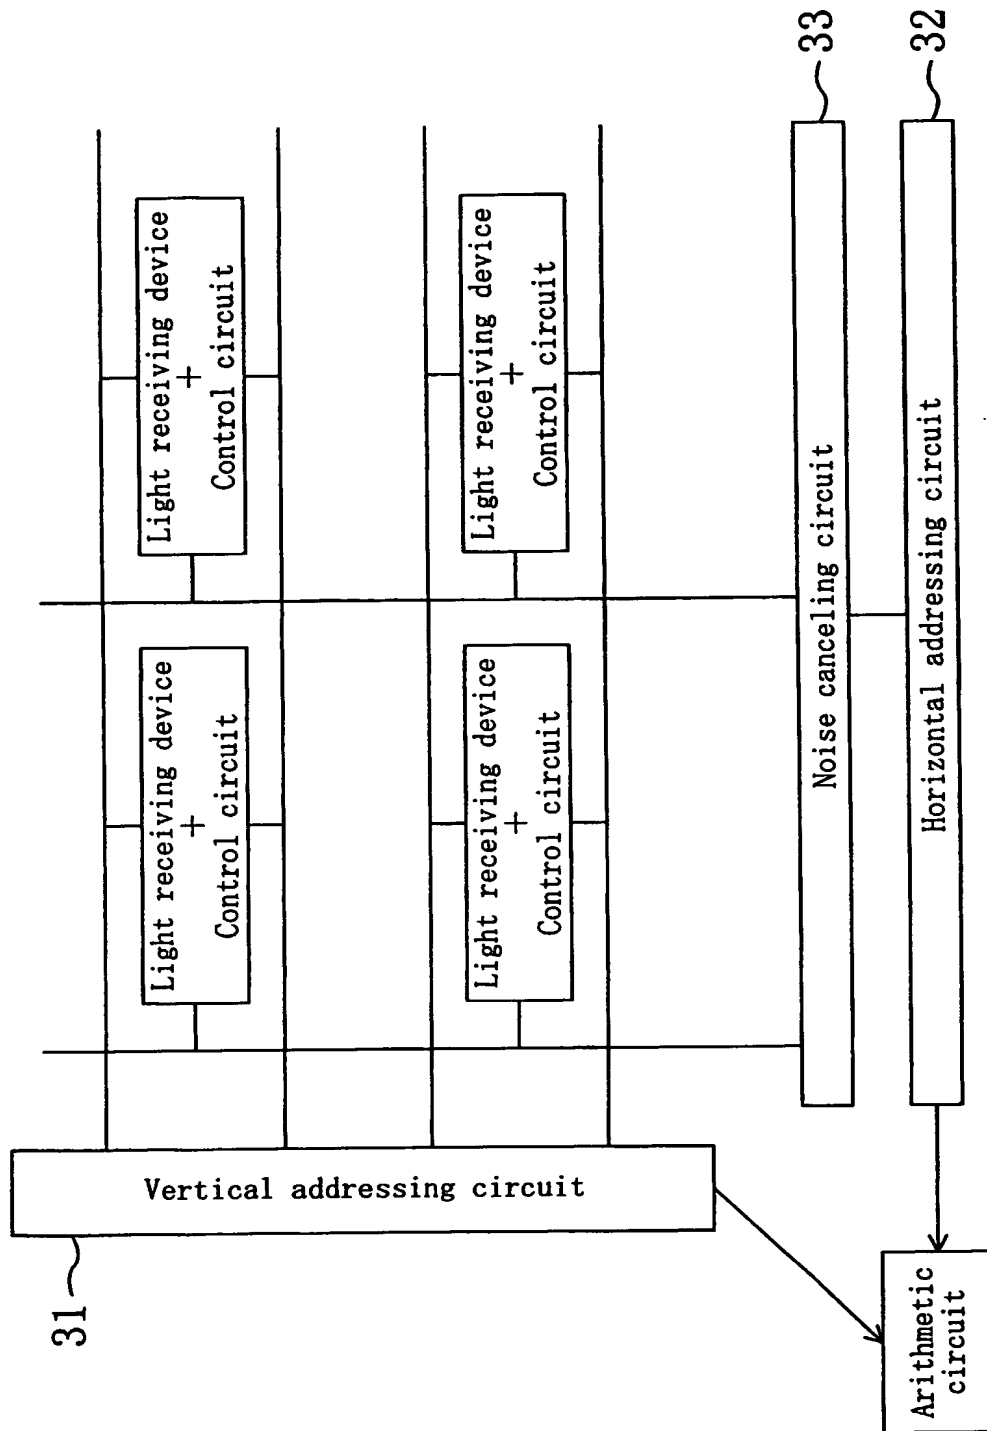 Light receiving device
+
Control circuit
Light receiving device
+
Control circuit
Light receiving device
+
Control circuit
Light receiving device
+
Control circuit
33
Noise canceling circuit
32
Horizontal addressing circuit
Vertical addressing circuit
31
Arithmetic
circuit